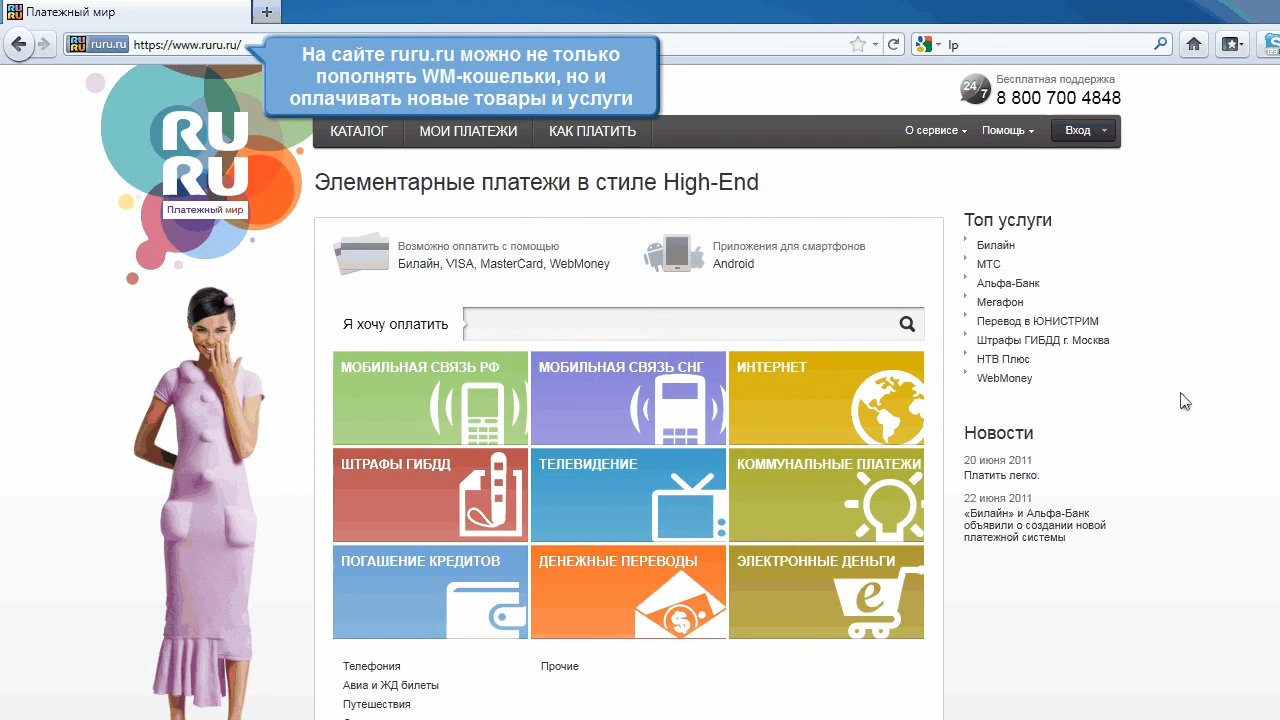 Платежный мир
ruru.ru https://www.ruru.ru/
lp
На сайте ruru.ru можно не только
пополнять WM-кошельки, но и
оплачивать новые товары и услуги
24/7
Бесплатная поддержка
8 800 700 4848
RU
RU
Платежный мир
КАТАЛОГ МОИ ПЛАТЕЖИ КАК ПЛАТИТЬ О сервисе Помощь Вход
Элементарные платежи в стиле High-End
Возможно оплатить с помощью
Билайн, VISA, MasterCard, WebMoney
Приложения для смартфонов
Android
Я хочу оплатить
МОБИЛЬНАЯ СВЯЗЬ РФ
МОБИЛЬНАЯ СВЯЗЬ СНГ
ИНТЕРНЕТ
ШТРАФЫ ГИБДД
ТЕЛЕВИДЕНИЕ
КОММУНАЛЬНЫЕ ПЛАТЕЖИ
ПОГАШЕНИЕ КРЕДИТОВ
ДЕНЕЖНЫЕ ПЕРЕВОДЫ
ЭЛЕКТРОННЫЕ ДЕНЬГИ
Телефония
Авиа и ЖД билеты
Путешествия
Прочие
Топ услуги
Билайн
МТС
Альфа-Банк
Мегафон
Перевод в ЮНИСТРИМ
Штрафы ГИБДД г. Москва
НТВ Плюс
WebMoney
Новости
20 июня 2011
Платить легко.
22 июня 2011
«Билайн» и Альфа-Банк
объявили о создании новой
платежной системы